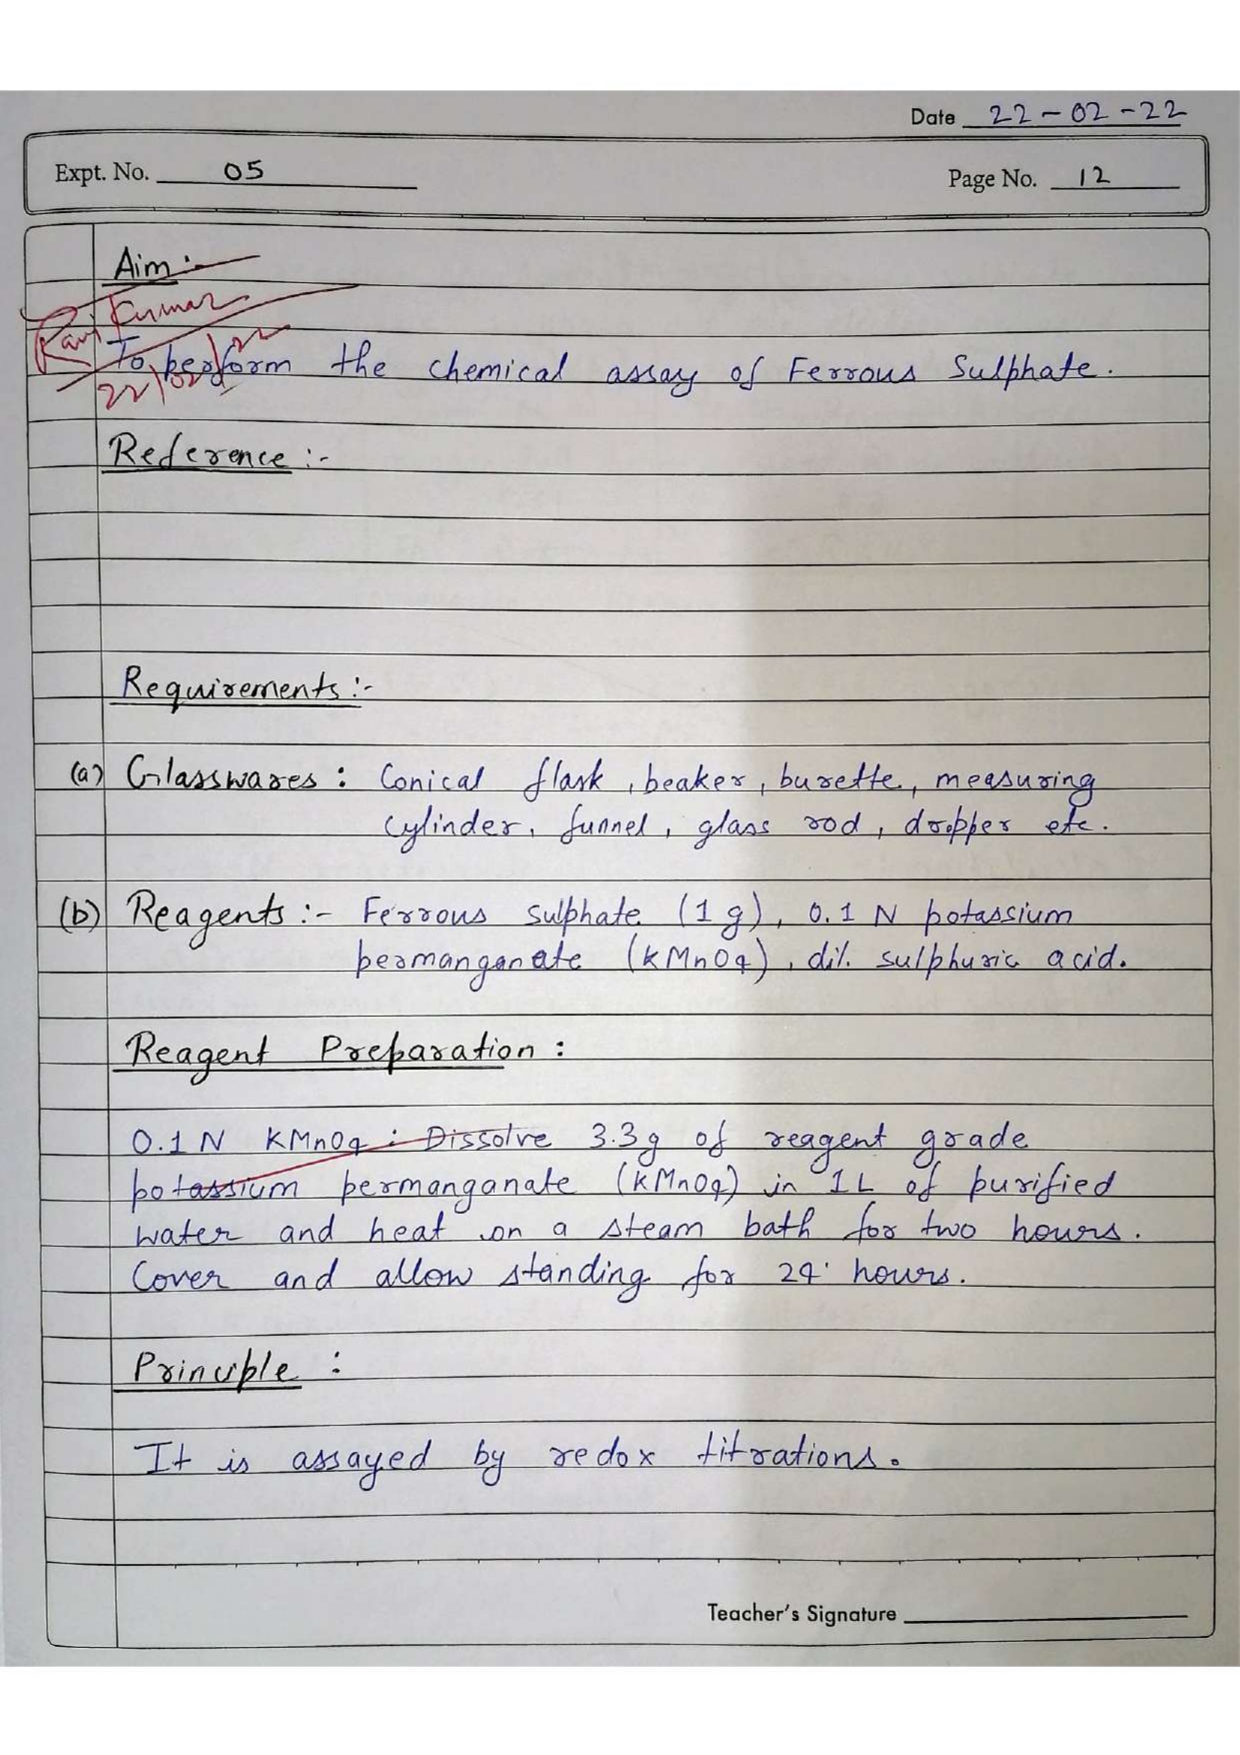 Date 22-02-22
Expt. No. 05
Page No. 12
Aim :-
Ravi Kumar
22/02/22
To perform the chemical assay of Ferrous Sulphate.
Reference :-
Requirements :-
(a) Glasswares : Conical flask, beaker, burette, measuring
cylinder, funnel, glass rod, dropper etc.
(b) Reagents :- Ferrous sulphate (1 g), 0.1 N potassium
permanganate (KMnO4), dil. sulphuric acid.
Reagent Preparation :
0.1 N KMnO4 : Dissolve 3.3g of reagent grade
potassium permanganate (KMnO4) in 1L of purified
water and heat on a steam bath for two hours.
Cover and allow standing for 24 hours.
Principle :
It is assayed by redox titrations.
Teacher's Signature